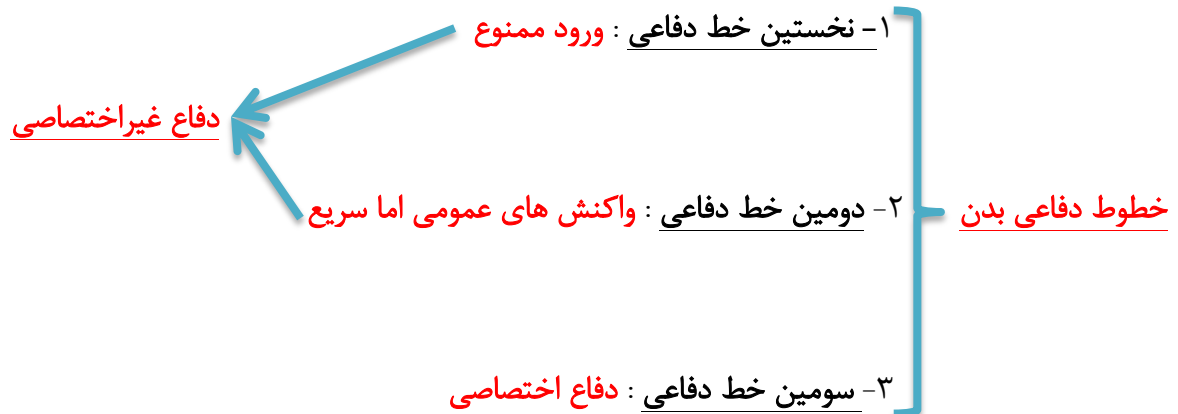 خطوط دفاعی بدن
۱- نخستین خط دفاعی : ورود ممنوع
۲- دومین خط دفاعی : واکنش های عمومی اما سریع
دفاع غیراختصاصی
۳- سومین خط دفاعی : دفاع اختصاصی